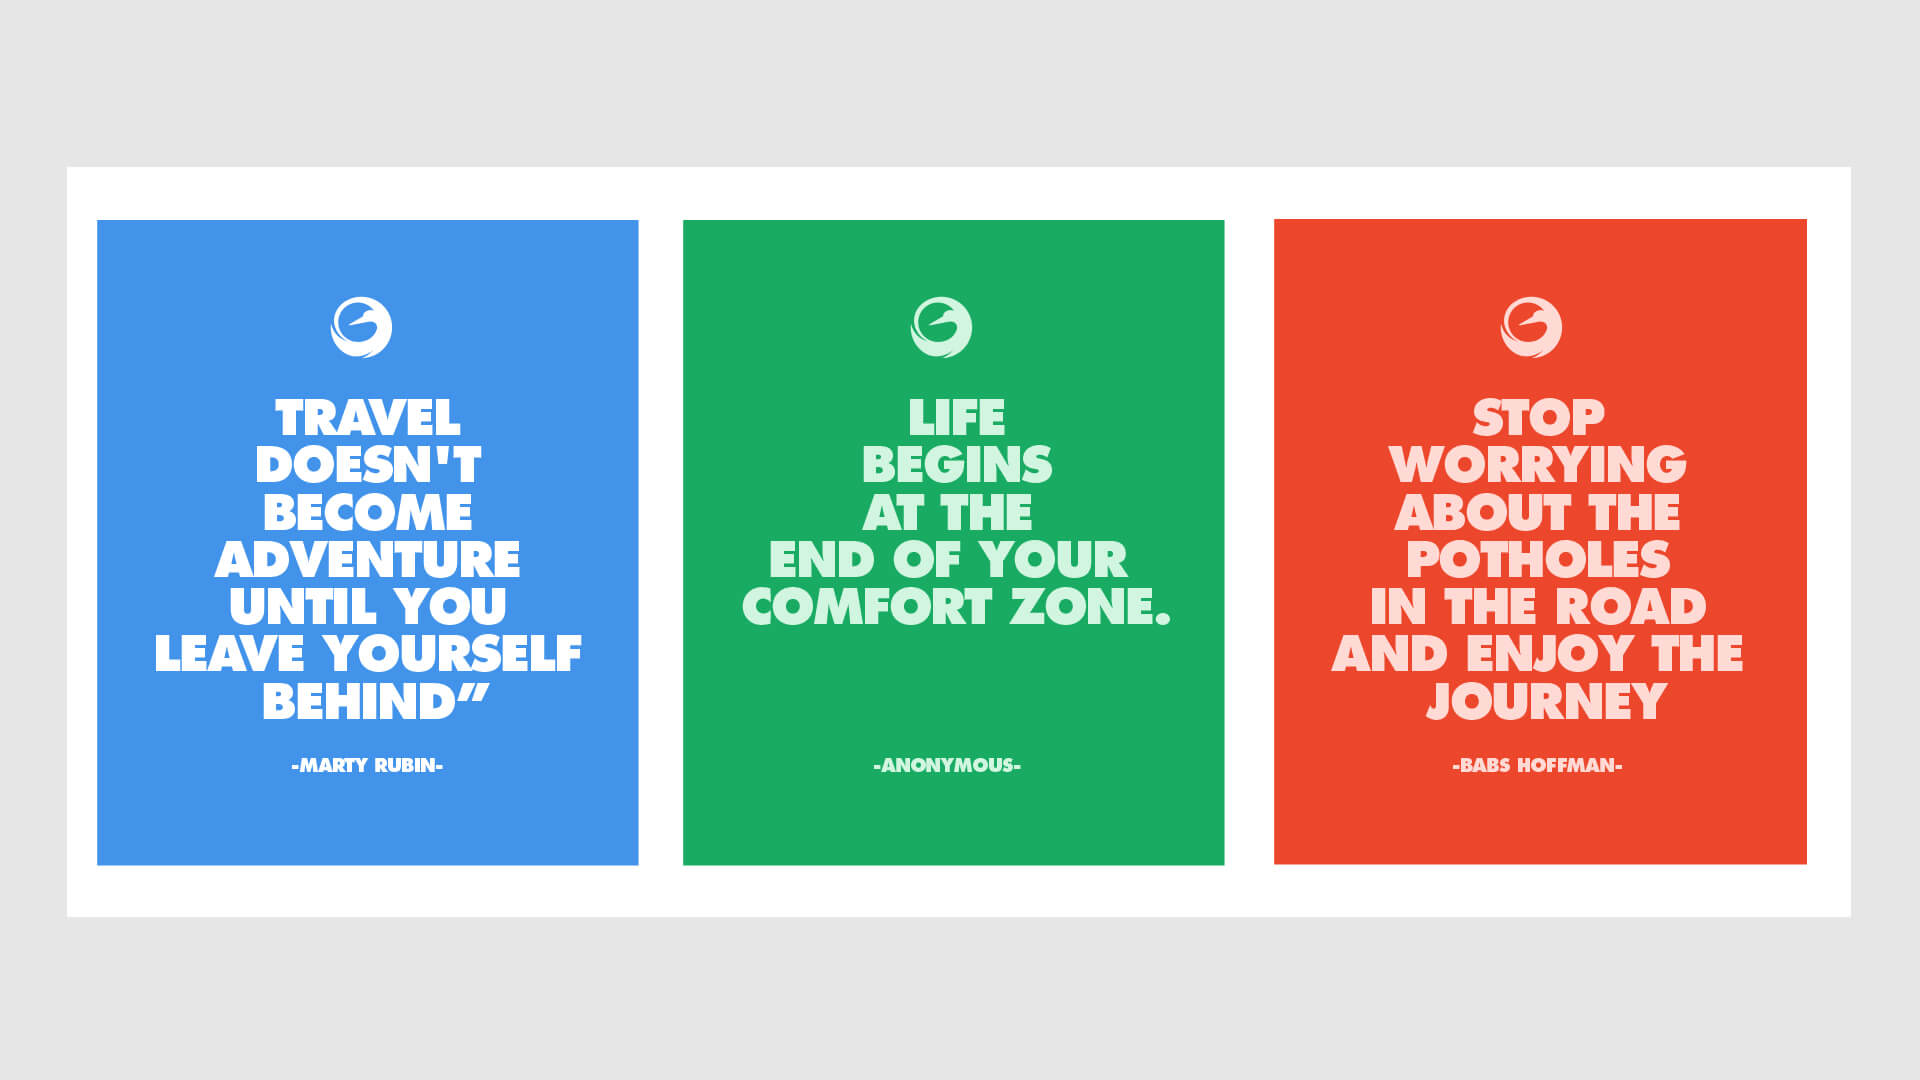 TRAVEL
DOESN'T
BECOME
ADVENTURE
UNTIL YOU
LEAVE YOURSELF
BEHIND”
-MARTY RUBIN-
LIFE
BEGINS
AT THE
END OF YOUR
COMFORT ZONE.
-ANONYMOUS-
STOP
WORRYING
ABOUT THE
POTHOLES
IN THE ROAD
AND ENJOY THE
JOURNEY
-BABS HOFFMAN-